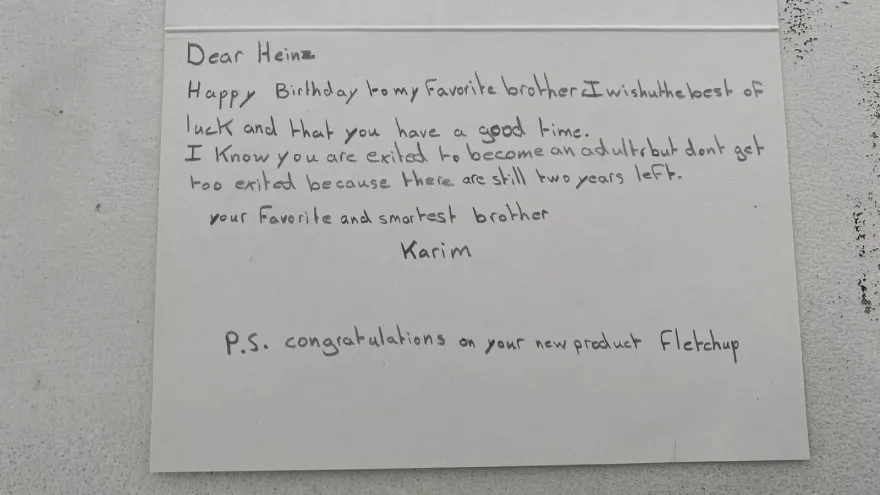 Dear Heinz
Happy Birthday to my Favorite brother I wish u the best of
luck and that you have a good time.
I Know you are exited to become an adult but dont get
too exited because there are still two years left.
your Favorite and smartest brother
Karim
P.S. congratulations on your new product Fletchup